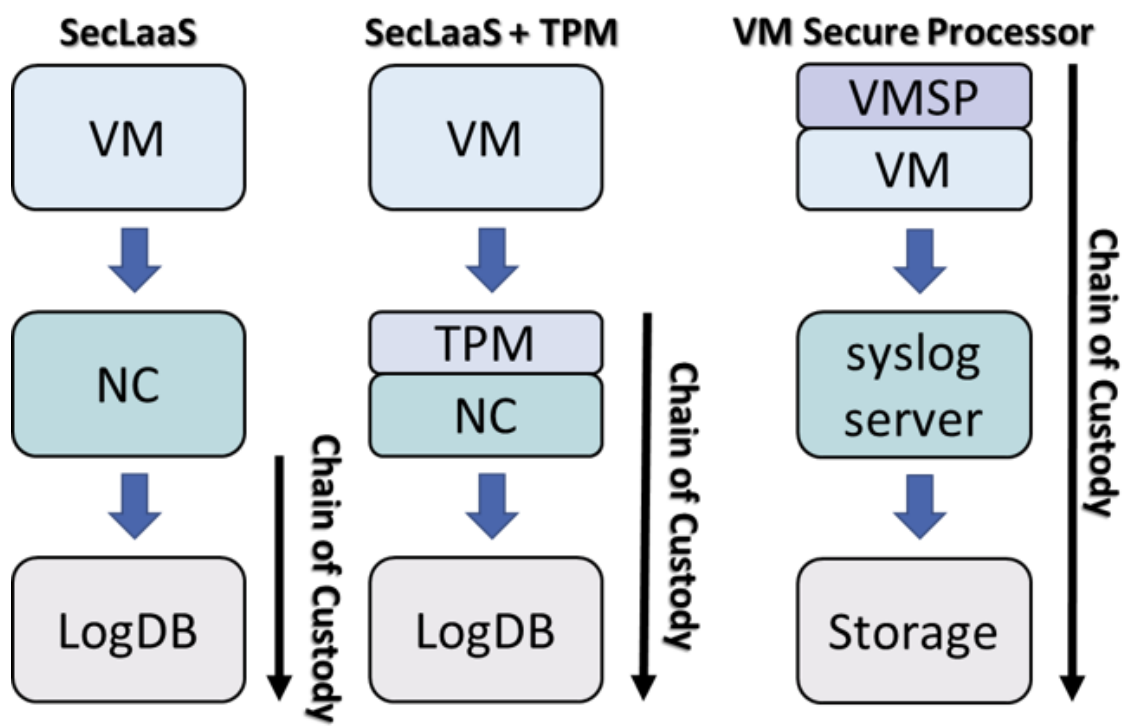 SecLaaS
VM
NC
LogDB
Chain of Custody
SecLaaS + TPM
VM
TPM
NC
LogDB
Chain of Custody
VM Secure Processor
VMSP
VM
syslog
server
Storage
Chain of Custody